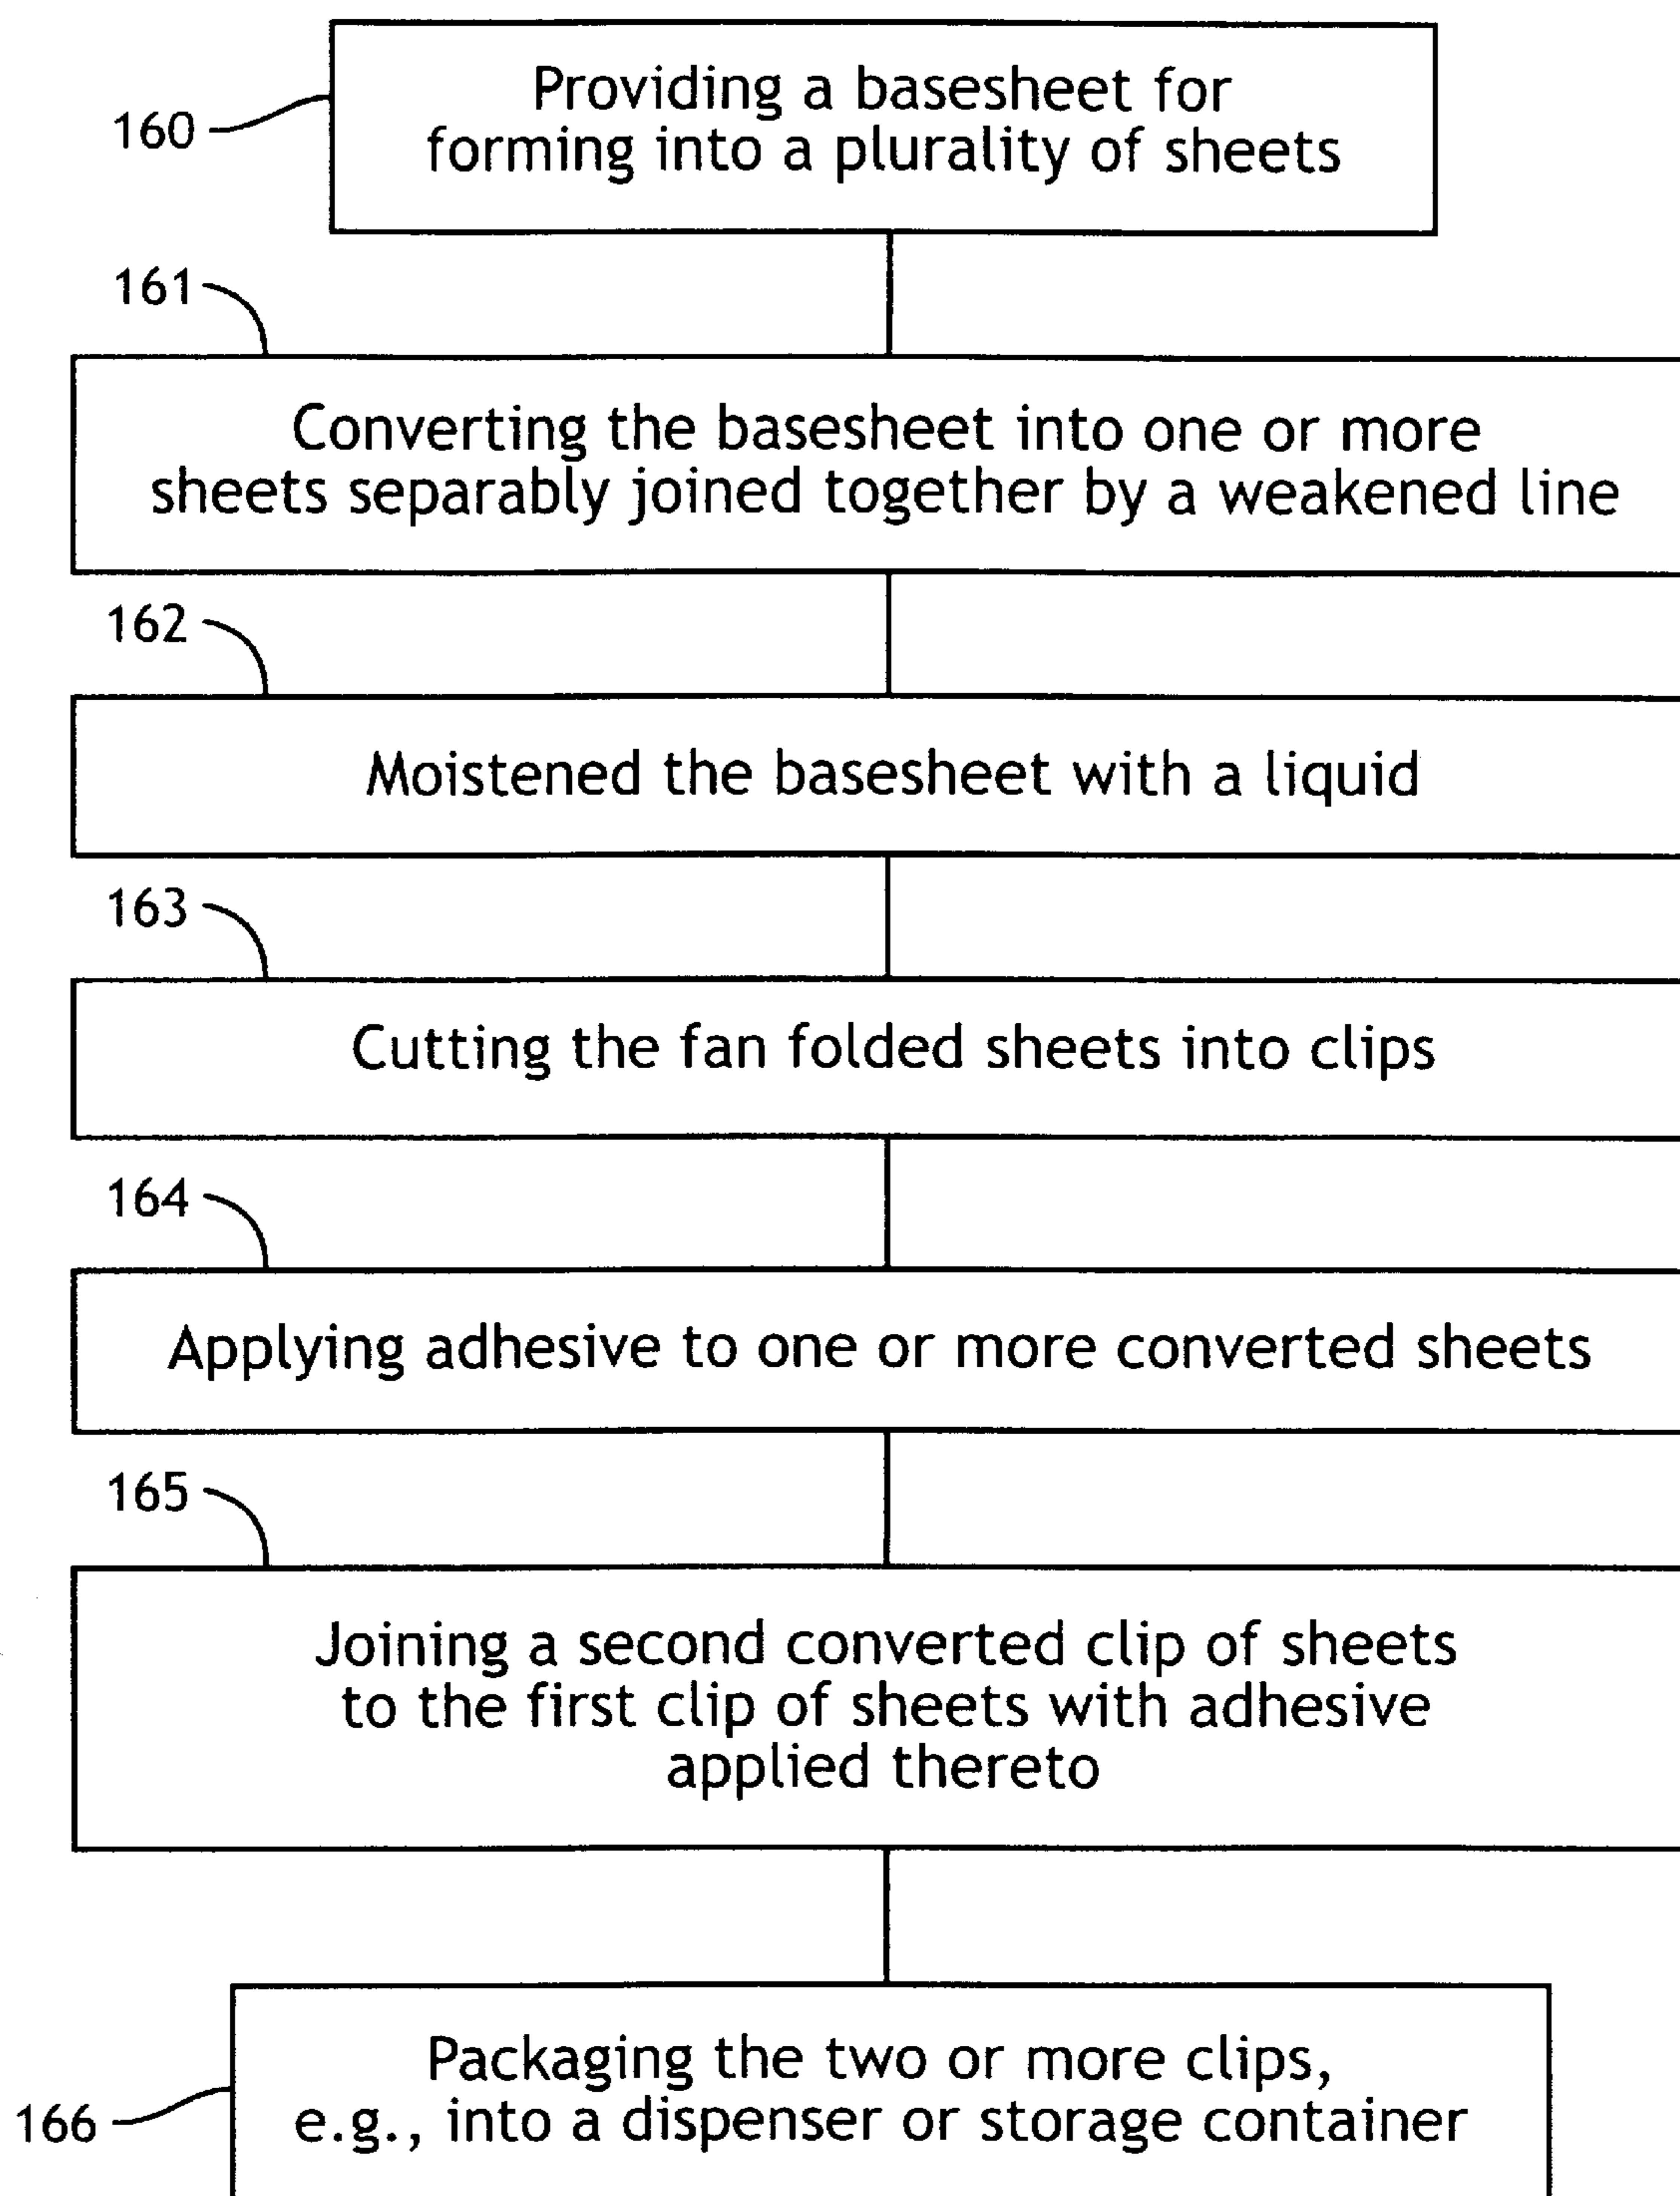 160
Providing a basesheet for
forming into a plurality of sheets
161
Converting the basesheet into one or more
sheets separably joined together by a weakened line
162
Moistened the basesheet with a liquid
163
Cutting the fan folded sheets into clips
164
Applying adhesive to one or more converted sheets
165
Joining a second converted clip of sheets
to the first clip of sheets with adhesive
applied thereto
166
Packaging the two or more clips,
e.g., into a dispenser or storage container